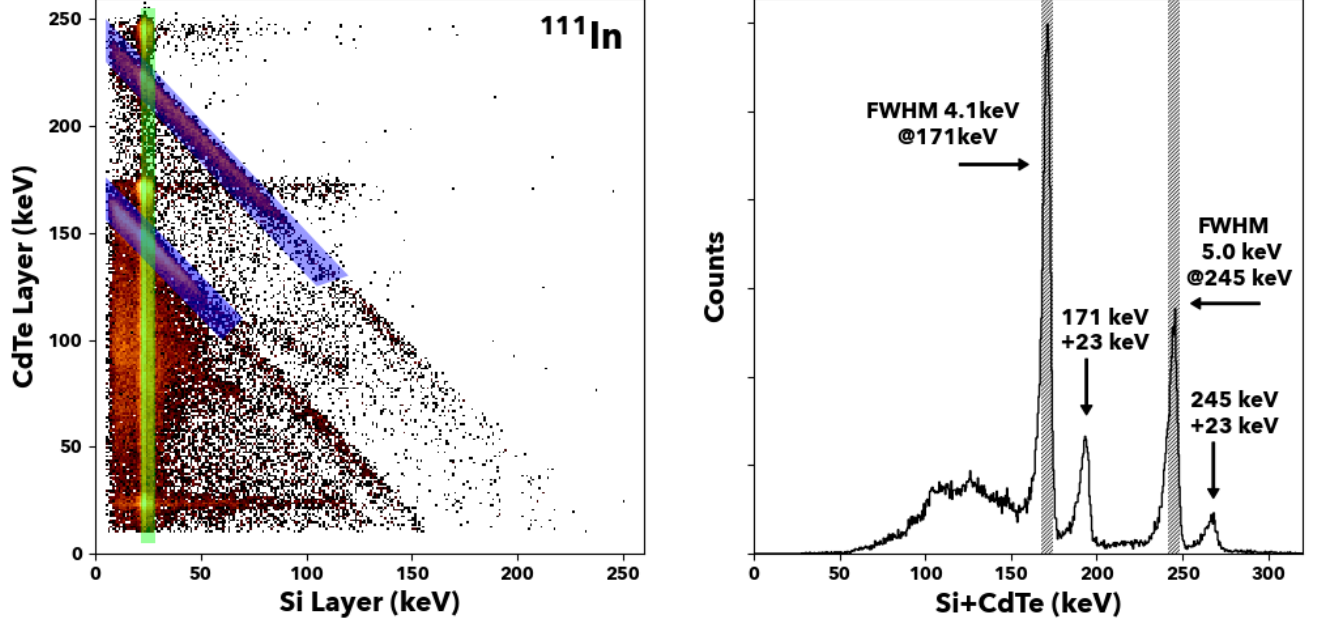 250
200
150
100
50
0
CdTe Layer (keV)
111In
0 50 100 150 200 250
Si Layer (keV)
Counts
FWHM 4.1keV
@171keV
171 keV
+23 keV
FWHM
5.0 keV
@245 keV
245 keV
+23 keV
0 50 100 150 200 250 300
Si+CdTe (keV)